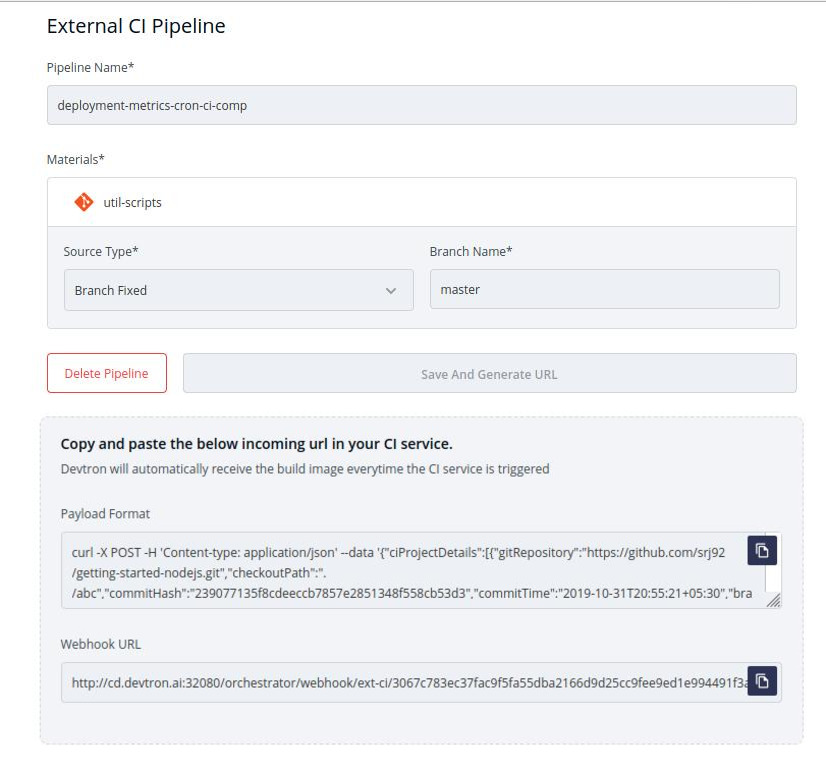 External CI Pipeline
Pipeline Name*
deployment-metrics-cron-ci-comp
Materials*
util-scripts
Source Type*
Branch Name*
Branch Fixed
master
Delete Pipeline
Save And Generate URL
Copy and paste the below incoming url in your CI service.
Devtron will automatically receive the build image everytime the CI service is triggered
Payload Format
curl -X POST -H 'Content-type: application/json' --data '{"ciProjectDetails":[{"gitRepository":"https://github.com/srj92
/getting-started-nodejs.git","checkoutPath":".
/abc","commitHash":"239077135f8cdeeccb7857e2851348f558cb53d3","commitTime":"2019-10-31T20:55:21+05:30","bra
Webhook URL
http://cd.devtron.ai:32080/orchestrator/webhook/ext-ci/3067c783ec37fac9f5fa55dba2166d9d25cc9fee9ed1e994491f3a